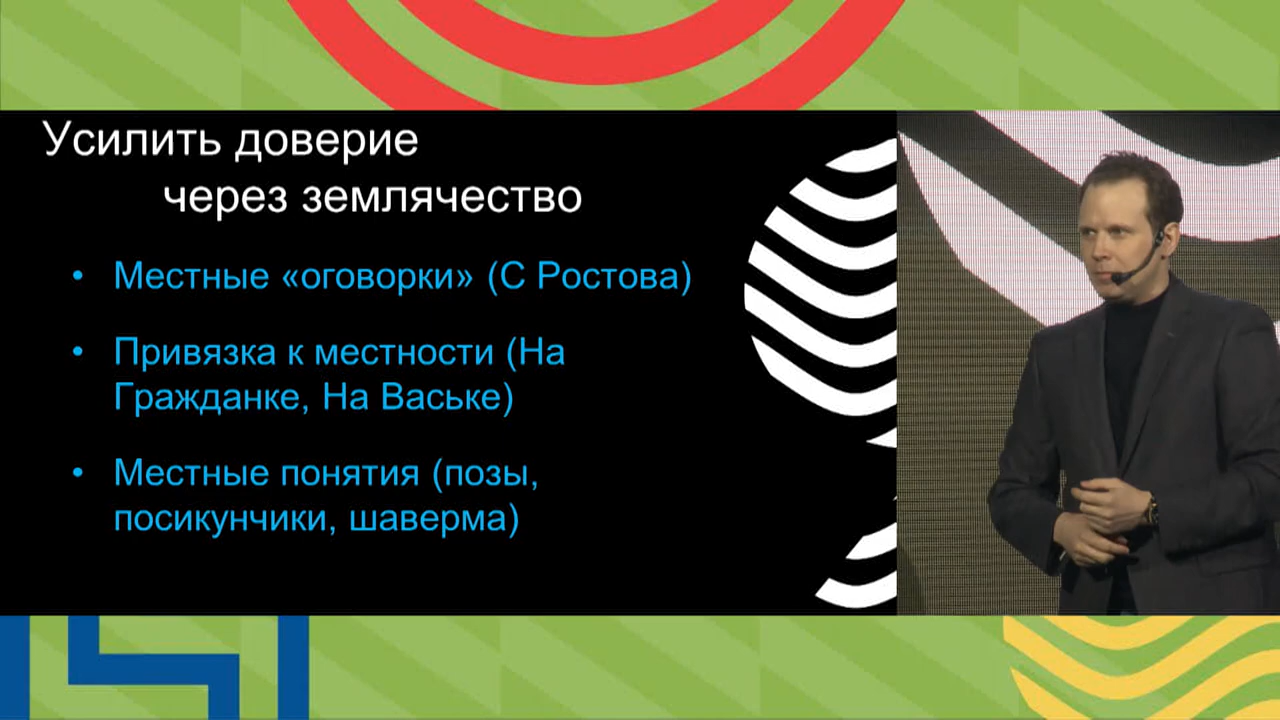 Усилить доверие
через землячество
• Местные «оговорки» (С Ростова)
• Привязка к местности (На
Гражданке, На Ваське)
• Местные понятия (позы,
посикунчики, шаверма)